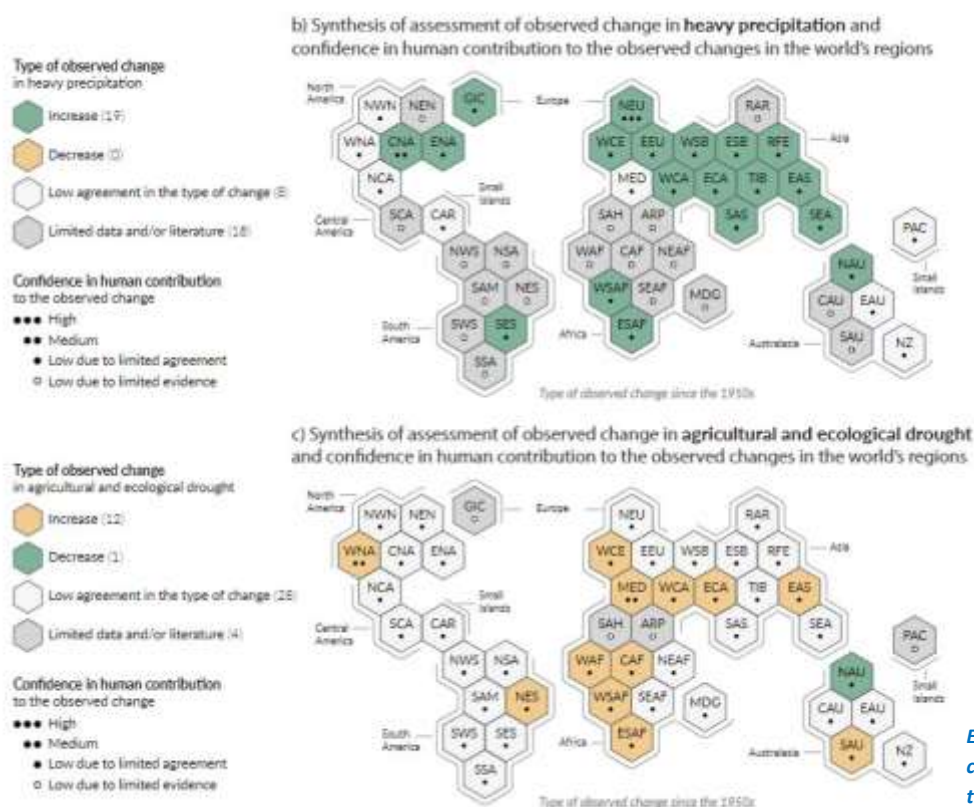 b) Synthesis of assessment of observed change in heavy precipitation and
confidence in human contribution to the observed changes in the world's regions
Type of observed change
in heavy precipitation
Increase (19)
Decrease (0)
Low agreement in the type of change (8)
Limited data and/or literature (18)
Confidence in human contribution
to the observed change
High
Medium
Low due to limited agreement
Low due to limited evidence
North
America
NWN
NEN
GIC
WNA
CNA
ENA
NCA
Small
Islands
Central
America
SCA
CAR
NWS
NSA
SAM
NES
South
America
SWS
SES
SSA
Europe
NEU
RAR
WCE
EEU
WSB
ESB
RFE
Asia
MED
WCA
ECA
TIB
EAS
SAH
ARP
SAS
SEA
WAF
CAF
NEAF
WSAF
SEAF
MDG
Africa
ESAF
PAC
Small
Islands
NAU
CAU
EAU
Australasia
SAU
NZ
Type of observed change since the 1950s
c) Synthesis of assessment of observed change in agricultural and ecological drought
and confidence in human contribution to the observed changes in the world's regions
Type of observed change
in agricultural and ecological drought
Increase (12)
Decrease (1)
Low agreement in the type of change (28)
Limited data and/or literature (4)
Confidence in human contribution
to the observed change
High
Medium
Low due to limited agreement
Low due to limited evidence
North
America
NWN
NEN
GIC
WNA
CNA
ENA
NCA
Small
Islands
Central
America
SCA
CAR
NWS
NSA
SAM
NES
South
America
SWS
SES
SSA
Europe
NEU
RAR
WCE
EEU
WSB
ESB
RFE
Asia
MED
WCA
ECA
TIB
EAS
SAH
ARP
SAS
SEA
WAF
CAF
NEAF
WSAF
SEAF
MDG
Africa
ESAF
PAC
Small
Islands
NAU
CAU
EAU
Australasia
SAU
NZ
Type of observed change since the 1950s